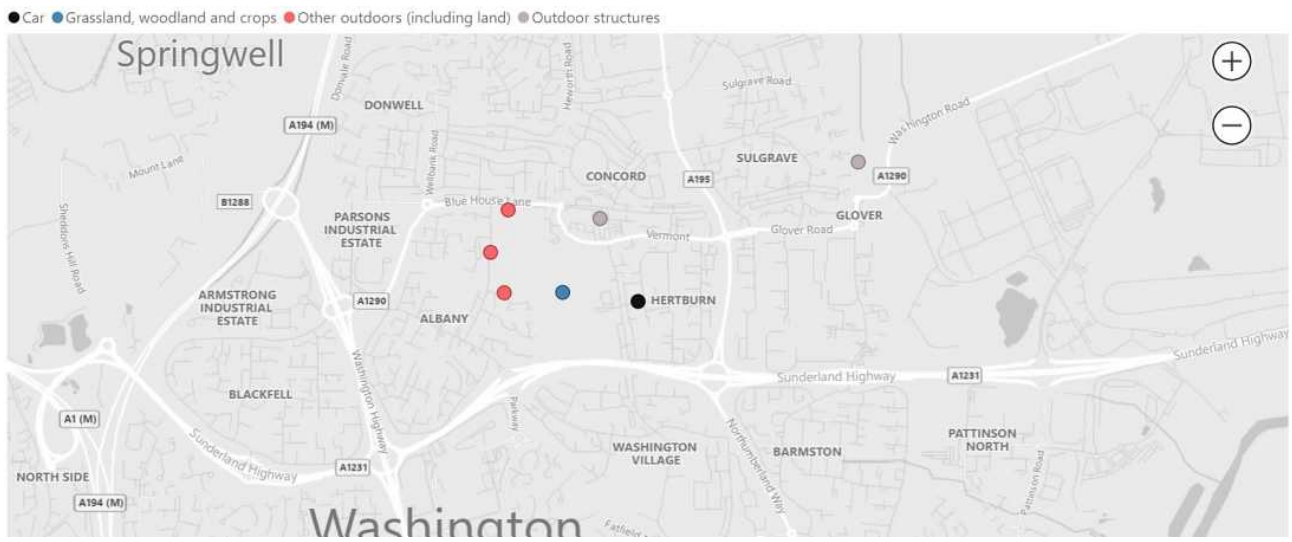 Car Grassland, woodland and crops Other outdoors (including land) Outdoor structures
Springwell
Donvale Road
Heworth Road
Sulgrave Road
DONWELL
A194 (M)
Washington Road
Mount Lane
Wellbank Road
SULGRAVE
CONCORD
A195
A1290
B1288
Blue House Lane
Sheddons Hill Road
PARSONS
INDUSTRIAL
ESTATE
GLOVER
Vermont
Glover Road
ARMSTRONG
INDUSTRIAL
ESTATE
A1290
HERTBURN
ALBANY
Sunderland Highway
Washington Highway
Sunderland Highway
A1231
BLACKFELL
Parkway
A1 (M)
Sunderland Highway
Northumberland Way
WASHINGTON
VILLAGE
BARMSTON
PATTINSON
NORTH
A1231
NORTH SIDE
Pattinson Road
A194 (M)
Washington
Fatfield